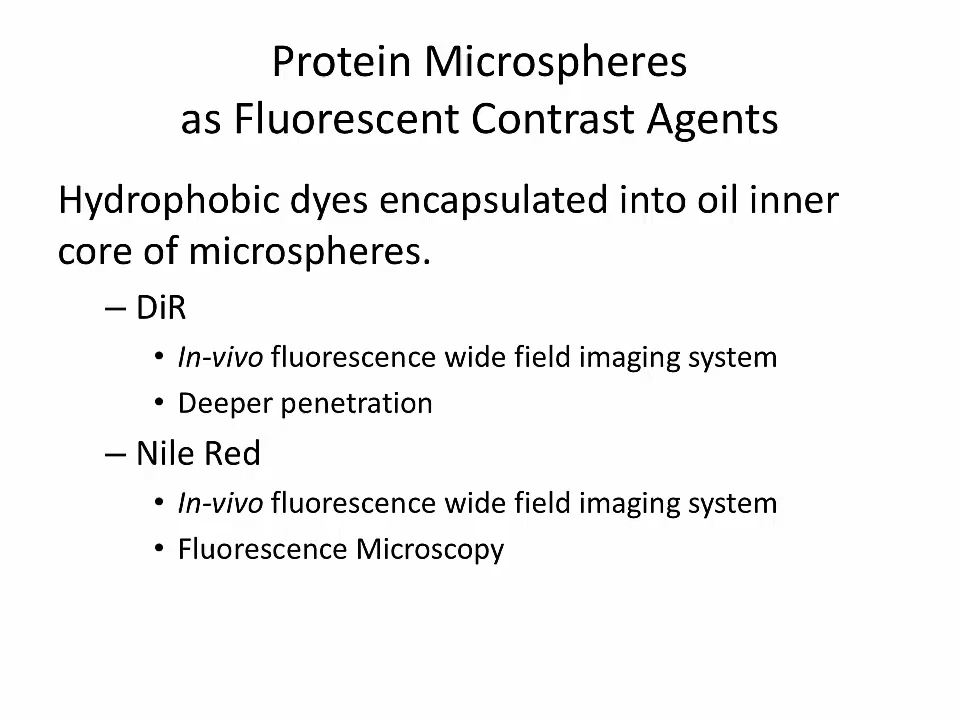 Protein Microspheres
as Fluorescent Contrast Agents
Hydrophobic dyes encapsulated into oil inner
core of microspheres.
– DiR
• In-vivo fluorescence wide field imaging system
• Deeper penetration
– Nile Red
• In-vivo fluorescence wide field imaging system
• Fluorescence Microscopy